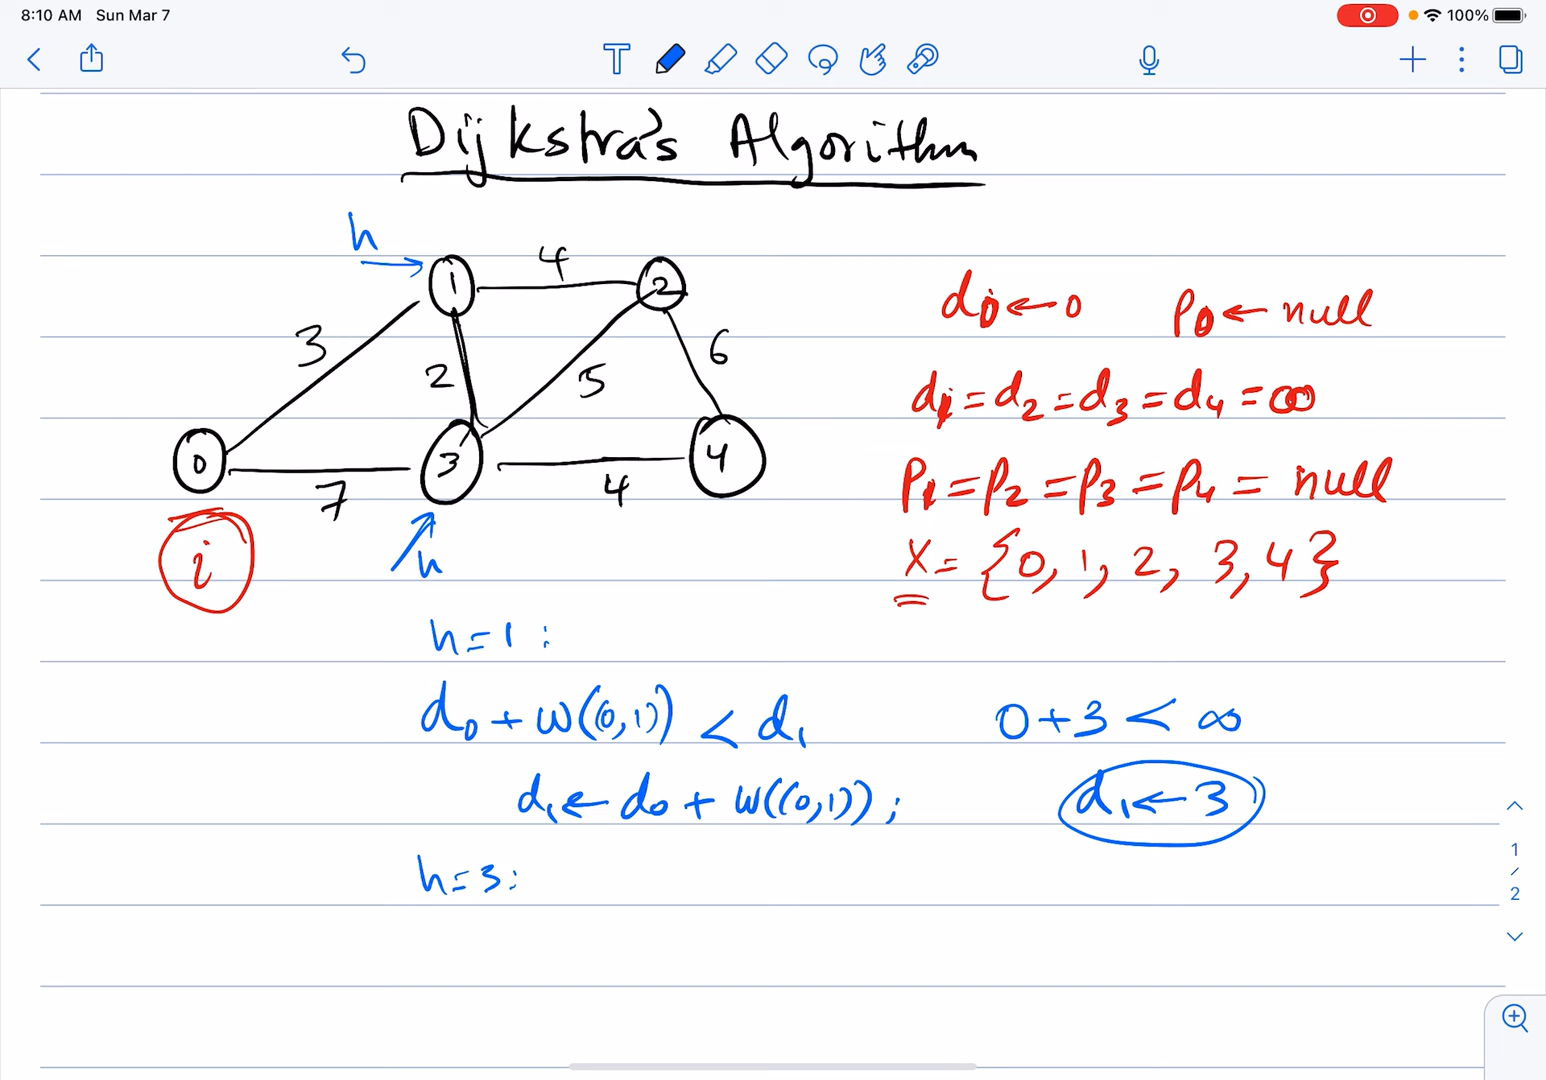 8:10 AM Sun Mar 7
100%
T
Dijkstra's Algorithm
h
1
4
2
3
2
5
6
0
7
3
4
4
i
h
d0 ← 0 p0 ← null
d1 = d2 = d3 = d4 = ∞
p1 = p2 = p3 = p4 = null
X = {0, 1, 2, 3, 4}
h = 1 :
d0 + w((0,1)) < d1 0 + 3 < ∞
d1 ← d0 + w((0,1)); d1 ← 3
h = 3 :
1
/
2